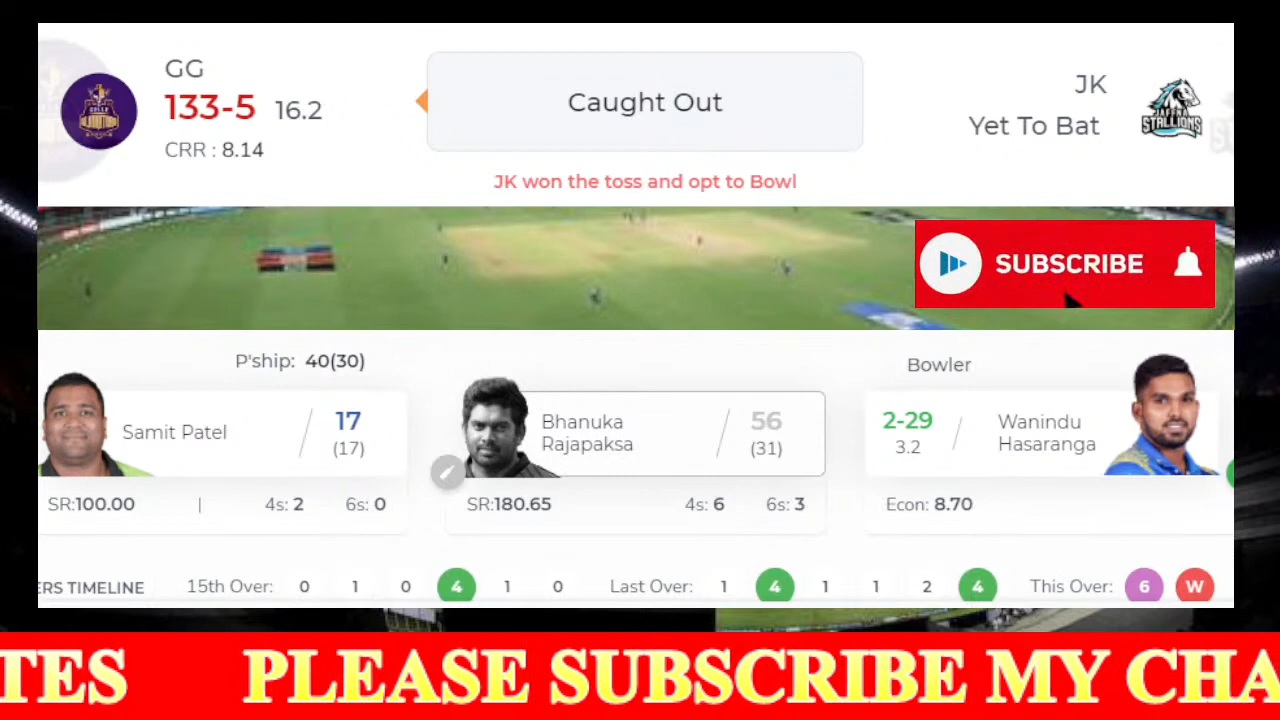 GG
133-5 16.2
CRR : 8.14
Caught Out
JK won the toss and opt to Bowl
JK
Yet To Bat
JAFFNA
STALLIONS
SUBSCRIBE
P'ship: 40(30)
Samit Patel
17
(17)
SR:100.00 | 4s: 2 6s: 0
Bhanuka
Rajapaksa
56
(31)
SR:180.65 4s: 6 6s: 3
Bowler
2-29
3.2
Wanindu
Hasaranga
Econ: 8.70
ERS TIMELINE 15th Over: 0 1 0 4 1 0 Last Over: 1 4 1 1 2 4 This Over: 6 W
TES PLEASE SUBSCRIBE MY CHA